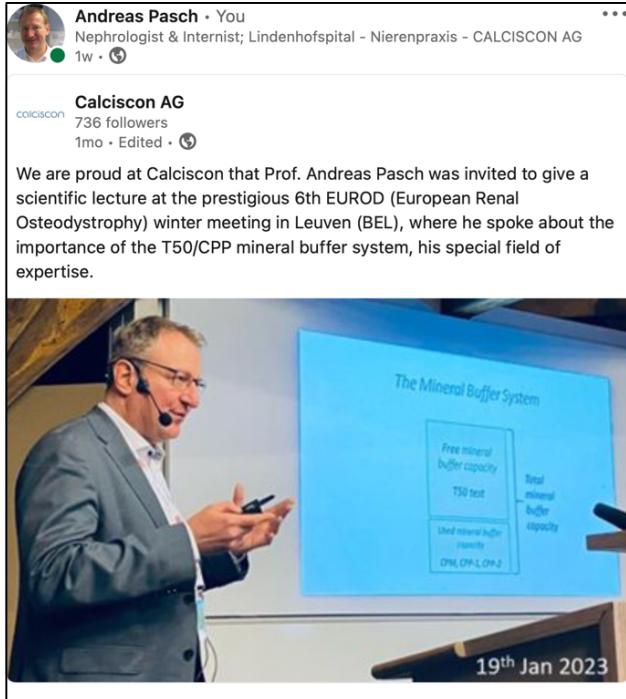 Andreas Pasch • You
Nephrologist & Internist; Lindenhofspital - Nierenpraxis - CALCISCON AG
1w •
calciscon
Calciscon AG
736 followers
1mo • Edited •
We are proud at Calciscon that Prof. Andreas Pasch was invited to give a
scientific lecture at the prestigious 6th EUROD (European Renal
Osteodystrophy) winter meeting in Leuven (BEL), where he spoke about the
importance of the T50/CPP mineral buffer system, his special field of
expertise.
The Mineral Buffer System
Free mineral
buffer capacity
T50 test
Used mineral buffer
capacity
CPM, CPP-1, CPP-2
Total
mineral
buffer
capacity
19th Jan 2023